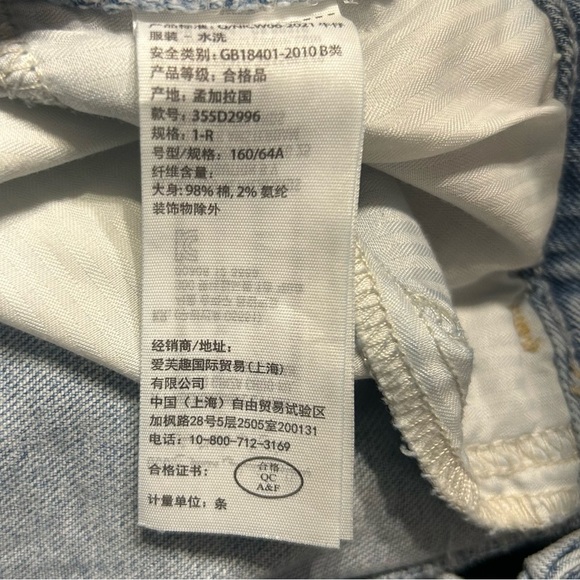 服装 - 水洗
安全类别: GB18401-2010 B类
产品等级: 合格品
产地: 孟加拉国
款号: 355D2996
规格: 1-R
号型/规格: 160/64A
纤维含量:
大身: 98% 棉, 2% 氨纶
装饰物除外
经销商/地址:
爱芙趣国际贸易(上海)
有限公司
中国（上海）自由贸易试验区
加枫路28号5层2505室200131
电话: 10-800-712-3169
合格证书:
合格
QC
A&F
计量单位: 条